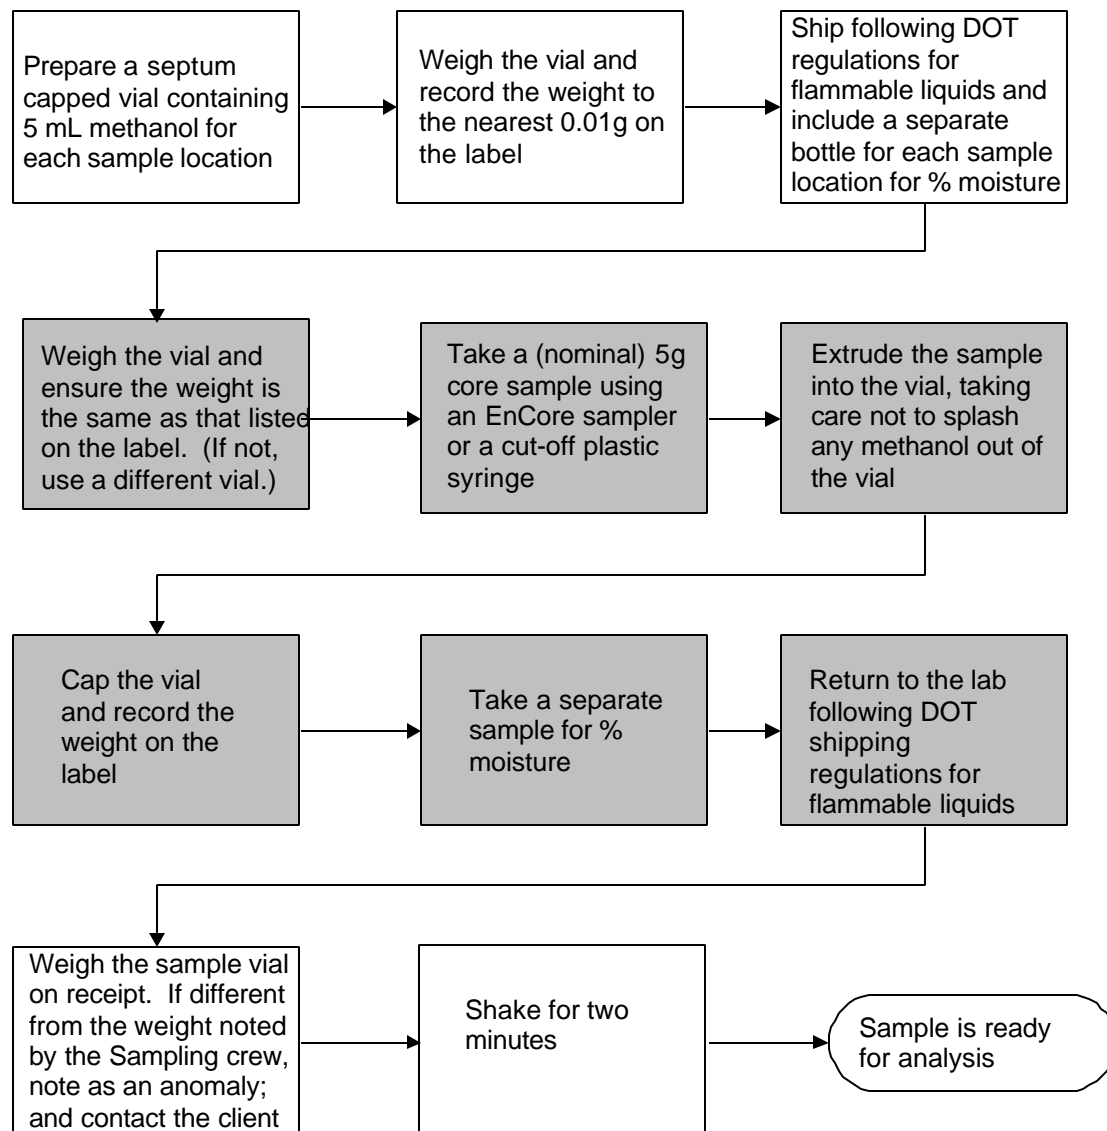 Prepare a septum
capped vial containing
5 mL methanol for
each sample location
Weigh the vial and
record the weight to
the nearest 0.01g on
the label
Ship following DOT
regulations for
flammable liquids and
include a separate
bottle for each sample
location for % moisture
Weigh the vial and
ensure the weight is
the same as that listed
on the label.  (If not,
use a different vial.)
Take a (nominal) 5g
core sample using
an EnCore sampler
or a cut-off plastic
syringe
Extrude the sample
into the vial, taking
care not to splash
any methanol out of
the vial
Cap the vial
and record the
weight on the
label
Take a separate
sample for %
moisture
Return to the lab
following DOT
shipping
regulations for
flammable liquids
Weigh the sample vial
on receipt.  If different
from the weight noted
by the Sampling crew,
note as an anomaly;
and contact the client
Shake for two
minutes
Sample is ready
for analysis